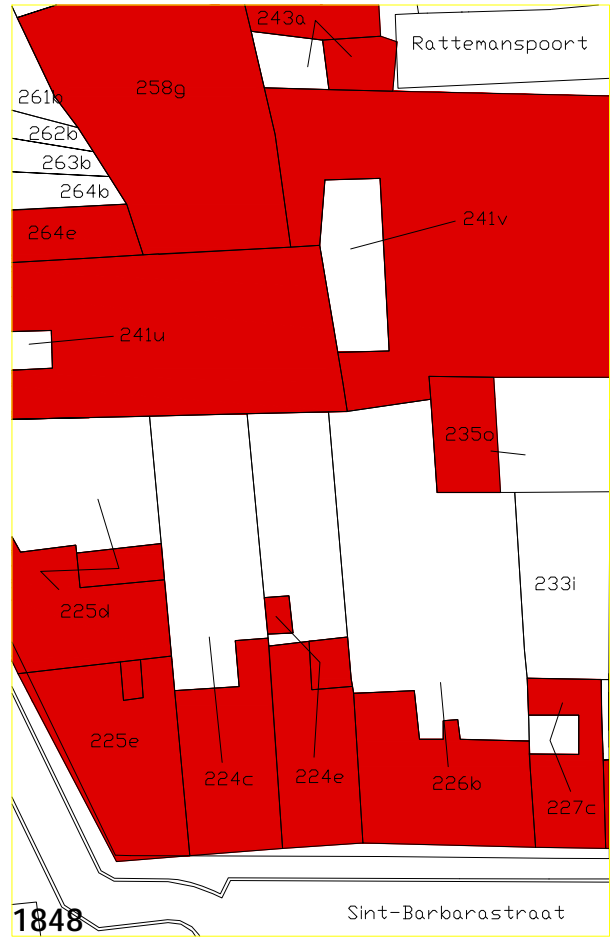 243a
Rattemanspoort
258g
261b
262b
263b
264b
264e
241v
241u
235o
233i
225d
225e
224c
224e
226b
227c
Sint-Barbarastraat
1848